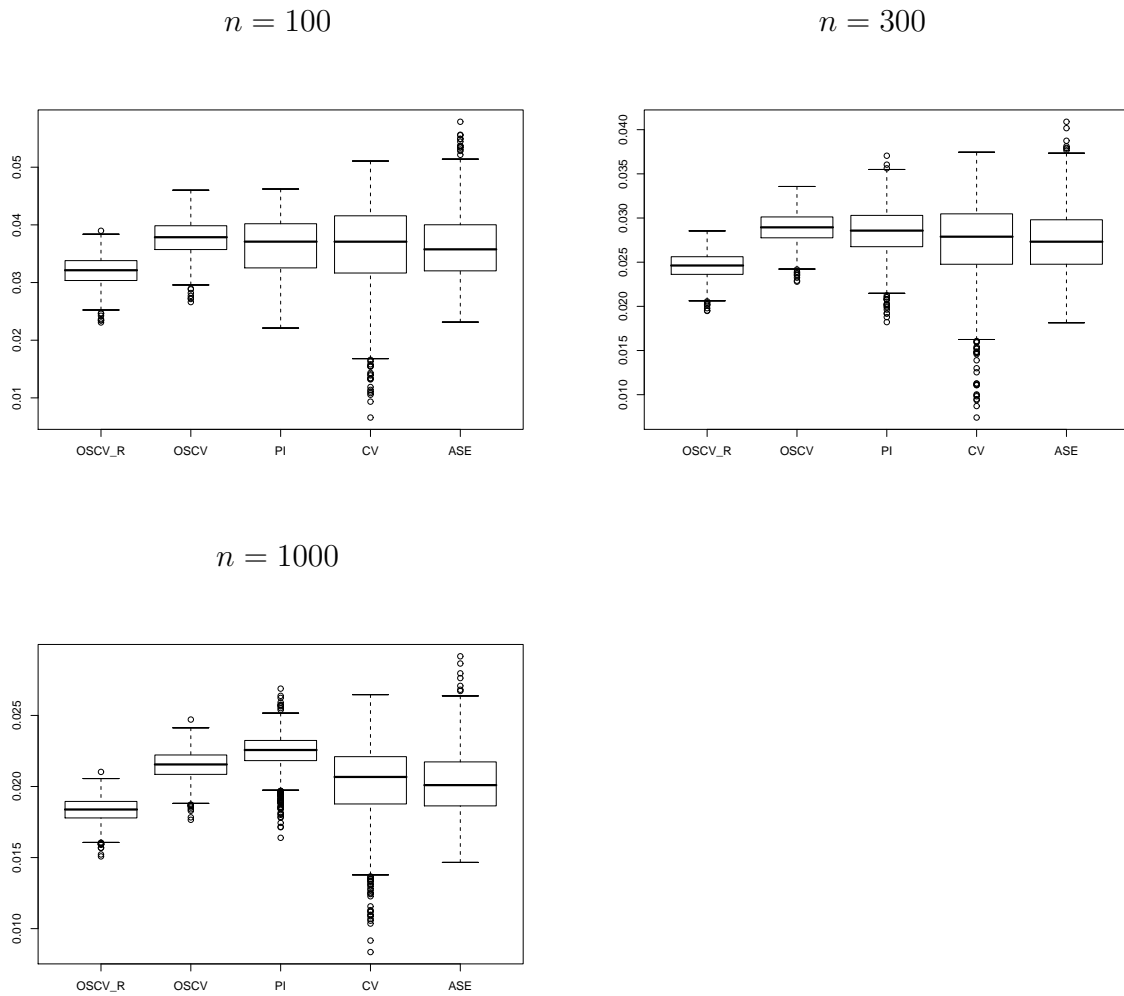 n = 100
n = 300
0.05
0.04
0.03
0.02
0.01
OSCV_R OSCV PI CV ASE
0.040
0.035
0.030
0.025
0.020
0.015
0.010
OSCV_R OSCV PI CV ASE
n = 1000
0.025
0.020
0.015
0.010
OSCV_R OSCV PI CV ASE